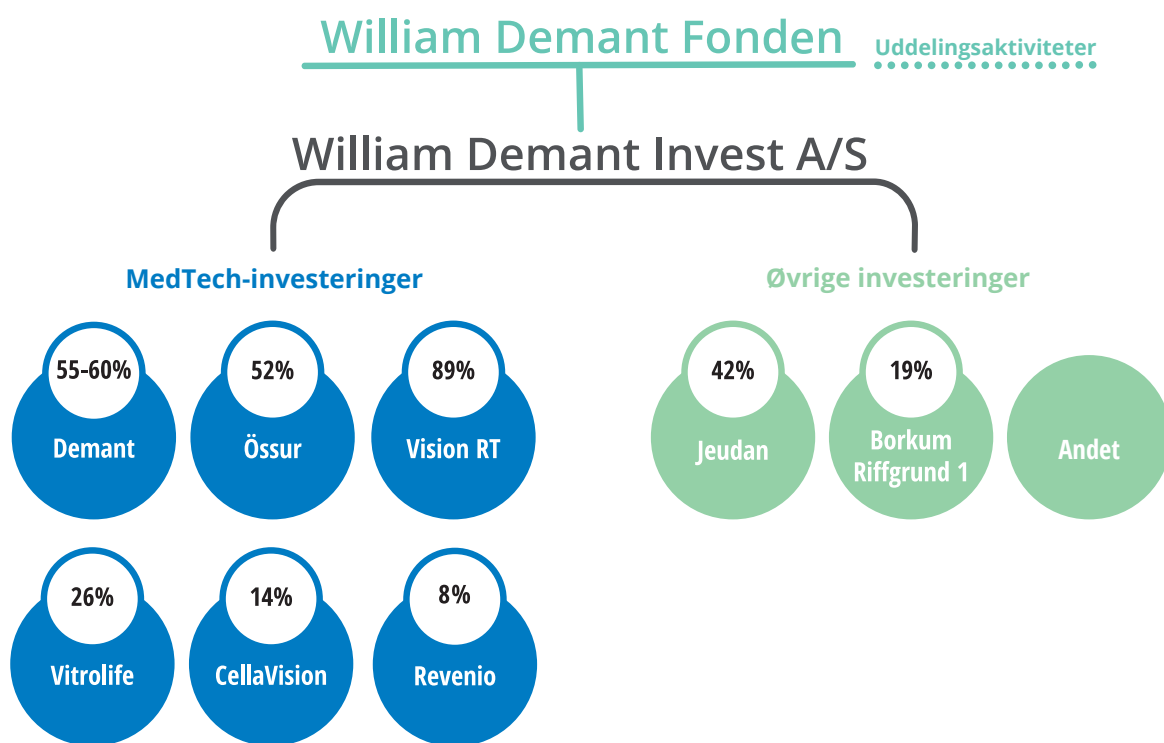 William Demant Fonden
Uddelingsaktiviteter
William Demant Invest A/S
MedTech-investeringer
Øvrige investeringer
55-60%
Demant
52%
Össur
89%
Vision RT
42%
Jeudan
19%
Borkum
Riffgrund 1
Andet
26%
Vitrolife
14%
CellaVision
8%
Revenio